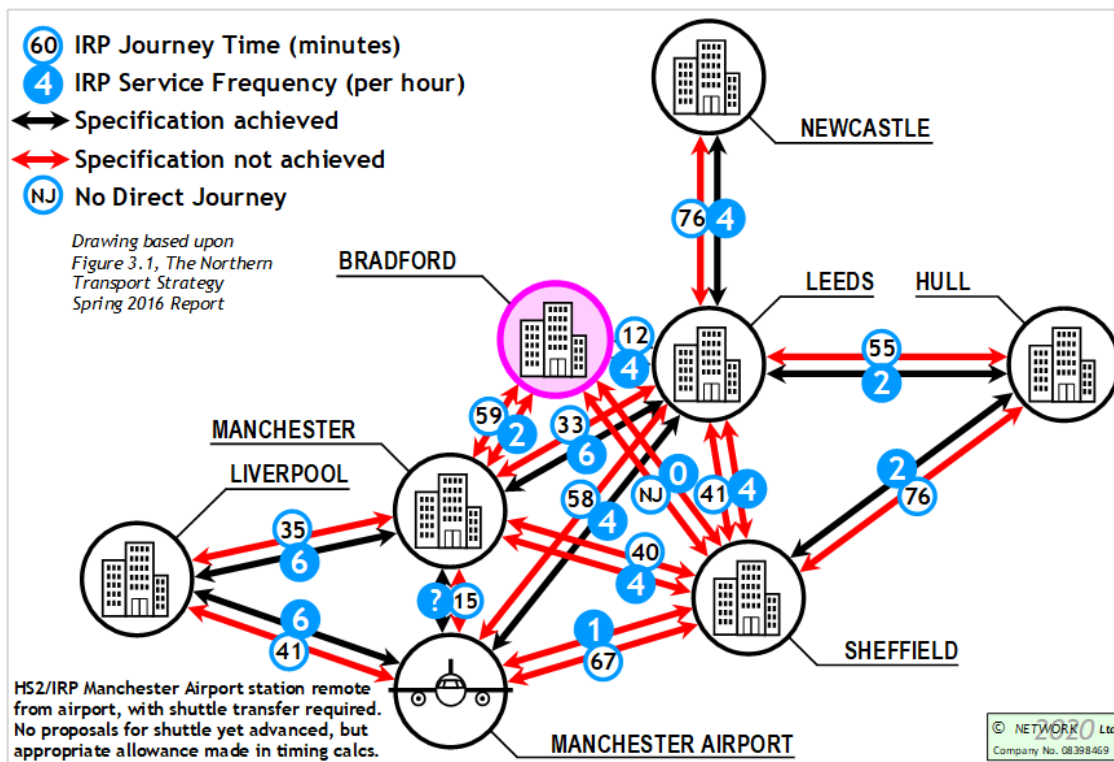 60 IRP Journey Time (minutes)
4 IRP Service Frequency (per hour)
Specification achieved
Specification not achieved
NJ No Direct Journey
Drawing based upon
Figure 3.1, The Northern
Transport Strategy
Spring 2016 Report
NEWCASTLE
76 4
BRADFORD
LEEDS
HULL
12
4
55
2
59
2
33
6
MANCHESTER
LIVERPOOL
58
4
NJ
0
41
4
2
76
35
6
40
4
? 15
6
41
1
67
SHEFFIELD
HS2/IRP Manchester Airport station remote
from airport, with shuttle transfer required.
No proposals for shuttle yet advanced, but
appropriate allowance made in timing calcs.
MANCHESTER AIRPORT
© NETWORK 2020 Ltd
Company No. 08398469